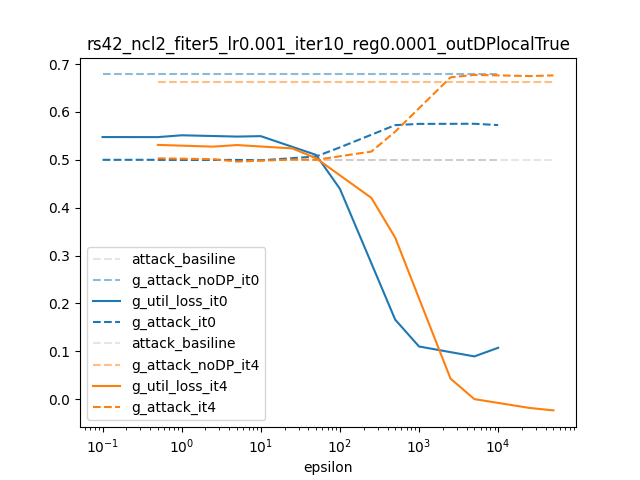 rs42_ncl2_fiter5_lr0.001_iter10_reg0.0001_outDPlocalTrue
0.7
0.6
0.5
0.4
0.3
0.2
0.1
0.0
attack_basiline
g_attack_noDP_it0
g_util_loss_it0
g_attack_it0
attack_basiline
g_attack_noDP_it4
g_util_loss_it4
g_attack_it4
10⁻¹ 10⁰ 10¹ 10² 10³ 10⁴
epsilon